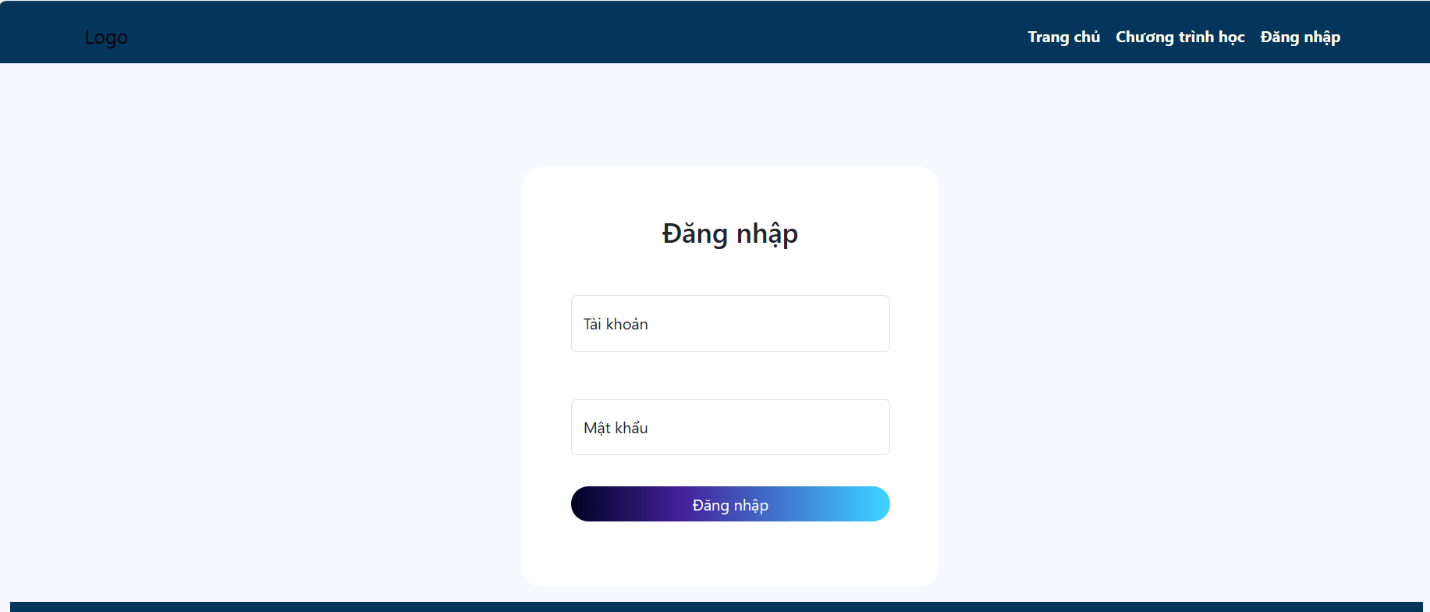 Logo
Trang chủ Chương trình học Đăng nhập
Đăng nhập
Tài khoản
Mật khẩu
Đăng nhập